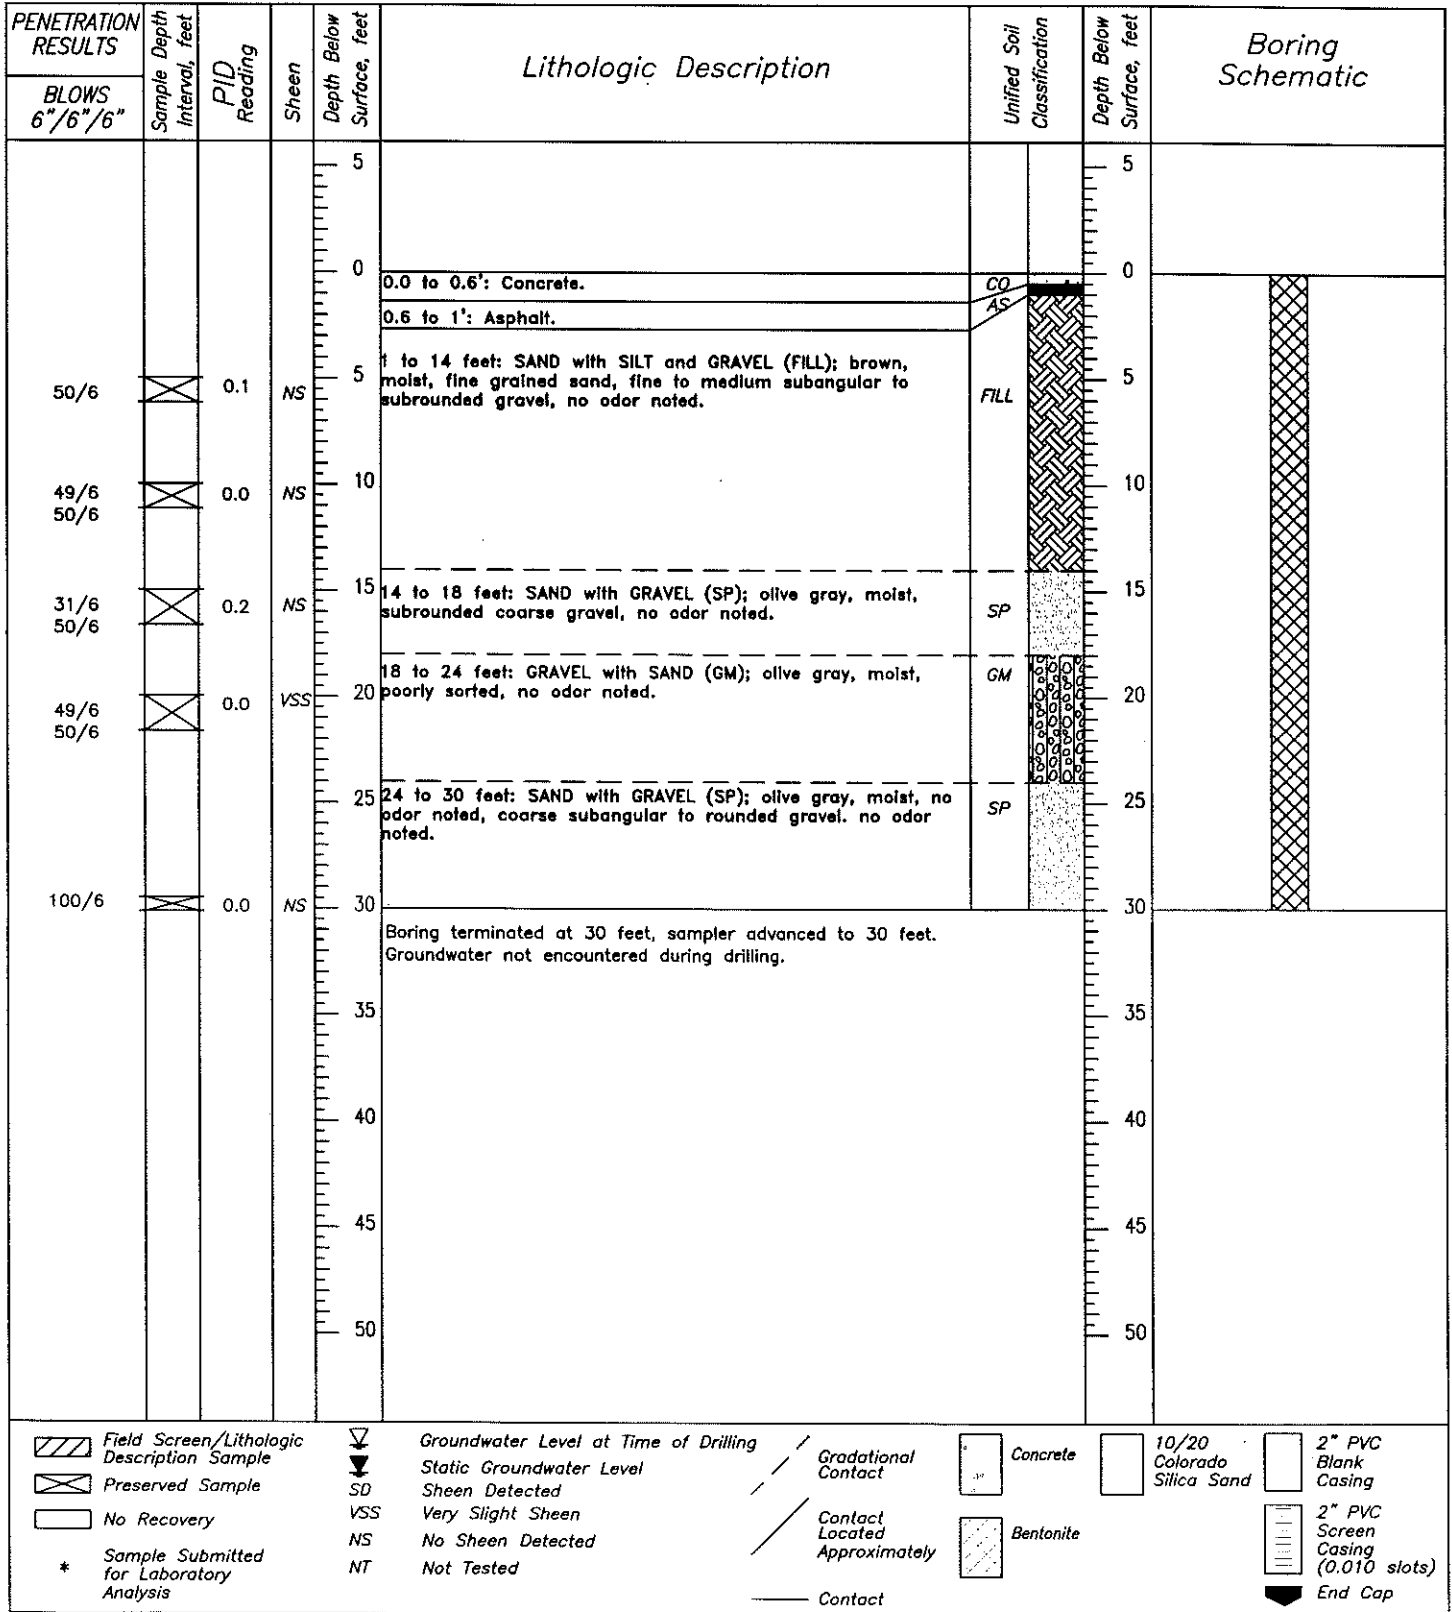 PENETRATION
RESULTS
BLOWS
6"/6"/6"
Sample Depth
Interval, feet
PID
Reading
Sheen
Depth Below
Surface, feet
Lithologic Description
Unified Soil
Classification
Depth Below
Surface, feet
Boring
Schematic
5
5
0
0.0 to 0.6': Concrete.
CO
0
0.6 to 1': Asphalt.
AS
1 to 14 feet: SAND with SILT and GRAVEL (FILL); brown,
moist, fine grained sand, fine to medium subangular to
subrounded gravel, no odor noted.
50/6
0.1
NS
5
FILL
5
49/6
50/6
0.0
NS
10
10
31/6
50/6
0.2
NS
15
14 to 18 feet: SAND with GRAVEL (SP); olive gray, moist,
subrounded coarse gravel, no odor noted.
SP
15
18 to 24 feet: GRAVEL with SAND (GM); olive gray, moist,
poorly sorted, no odor noted.
GM
49/6
50/6
0.0
VSS
20
20
25
24 to 30 feet: SAND with GRAVEL (SP); olive gray, moist, no
odor noted, coarse subangular to rounded gravel. no odor
noted.
SP
25
100/6
0.0
NS
30
30
Boring terminated at 30 feet, sampler advanced to 30 feet.
Groundwater not encountered during drilling.
35
35
40
40
45
45
50
50
Field Screen/Lithologic
Description Sample
Preserved Sample
No Recovery
* Sample Submitted
for Laboratory
Analysis
Groundwater Level at Time of Drilling
Static Groundwater Level
SD Sheen Detected
VSS Very Slight Sheen
NS No Sheen Detected
NT Not Tested
Gradational
Contact
Contact
Located
Approximately
Contact
Concrete
Bentonite
10/20
Colorado
Silica Sand
2" PVC
Blank
Casing
2" PVC
Screen
Casing
(0.010 slots)
End Cap